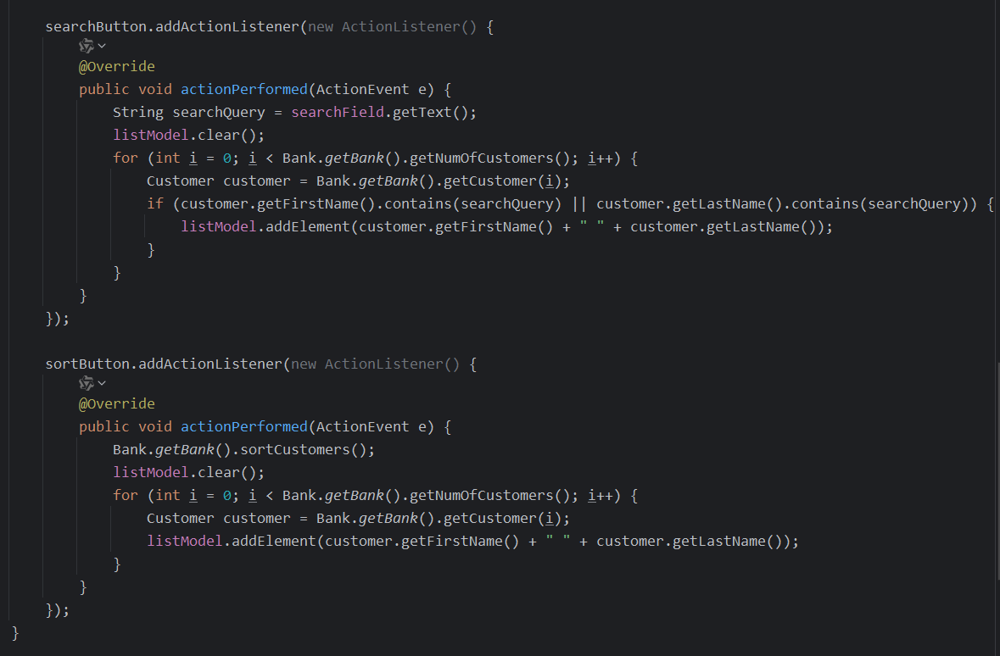 searchButton.addActionListener(new ActionListener() {
@Override
public void actionPerformed(ActionEvent e) {
String searchQuery = searchField.getText();
listModel.clear();
for (int i = 0; i < Bank.getBank().getNumOfCustomers(); i++) {
Customer customer = Bank.getBank().getCustomer(i);
if (customer.getFirstName().contains(searchQuery) || customer.getLastName().contains(searchQuery)) {
listModel.addElement(customer.getFirstName() + " " + customer.getLastName());
}
}
}
});
sortButton.addActionListener(new ActionListener() {
@Override
public void actionPerformed(ActionEvent e) {
Bank.getBank().sortCustomers();
listModel.clear();
for (int i = 0; i < Bank.getBank().getNumOfCustomers(); i++) {
Customer customer = Bank.getBank().getCustomer(i);
listModel.addElement(customer.getFirstName() + " " + customer.getLastName());
}
}
});
}